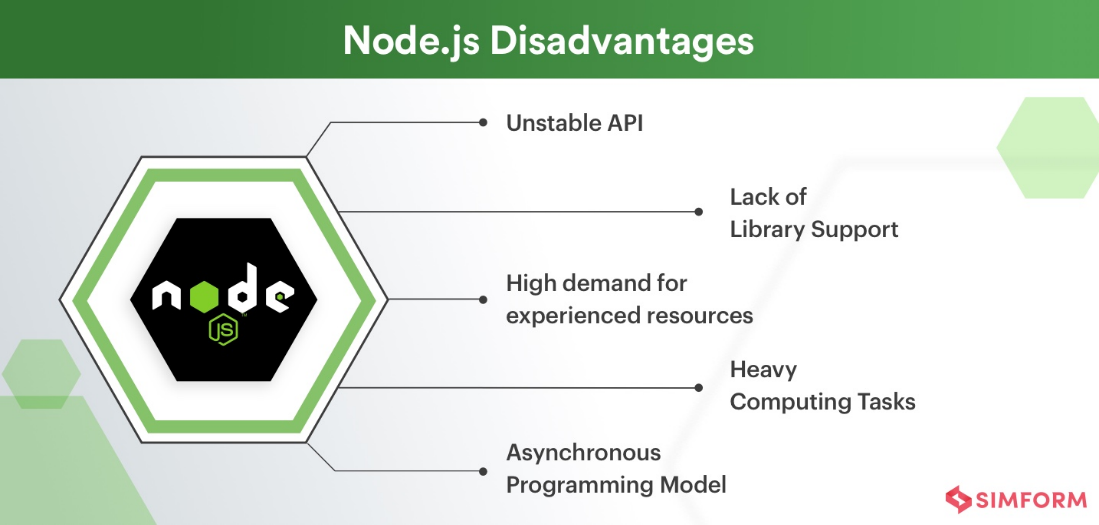 Node.js Disadvantages
Unstable API
Lack of
Library Support
High demand for
experienced resources
node
JS
Heavy
Computing Tasks
Asynchronous
Programming Model
SIMFORM